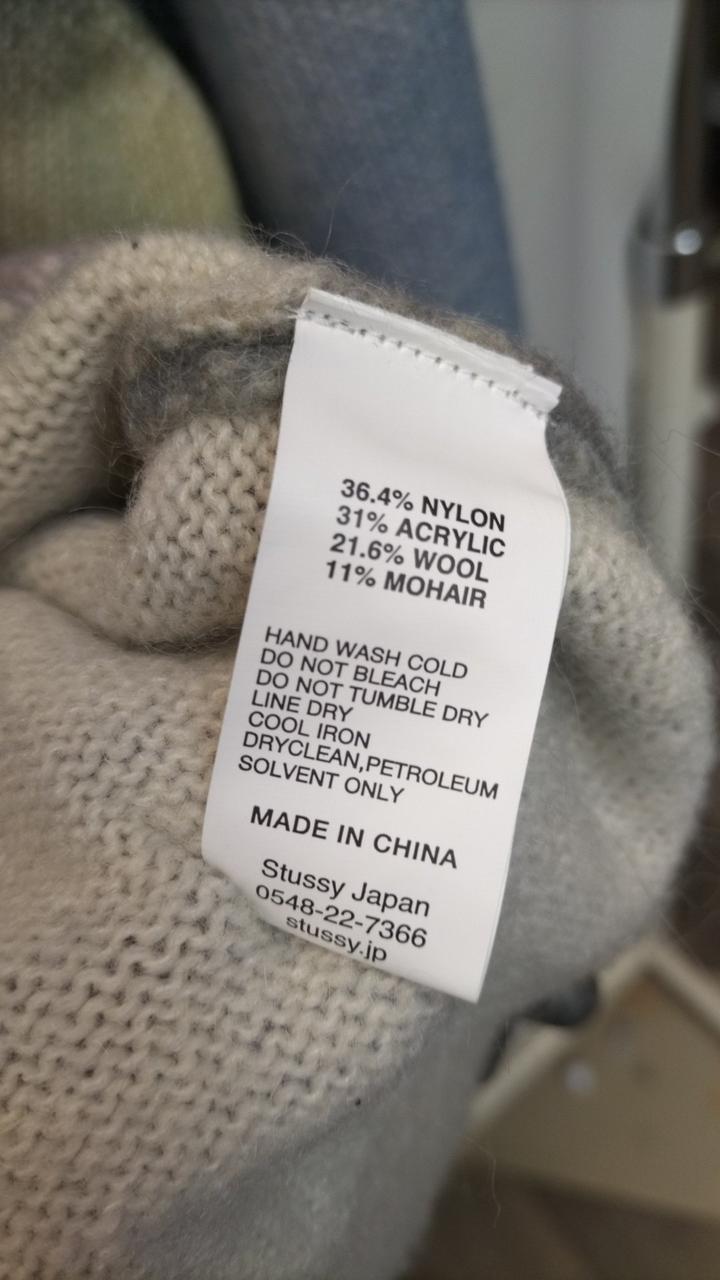 36.4% NYLON
31% ACRYLIC
21.6% WOOL
11% MOHAIR
HAND WASH COLD
DO NOT BLEACH
DO NOT TUMBLE DRY
LINE DRY
COOL IRON
DRYCLEAN,PETROLEUM
SOLVENT ONLY
MADE IN CHINA
Stussy Japan
0548-22-7366
stussy.jp